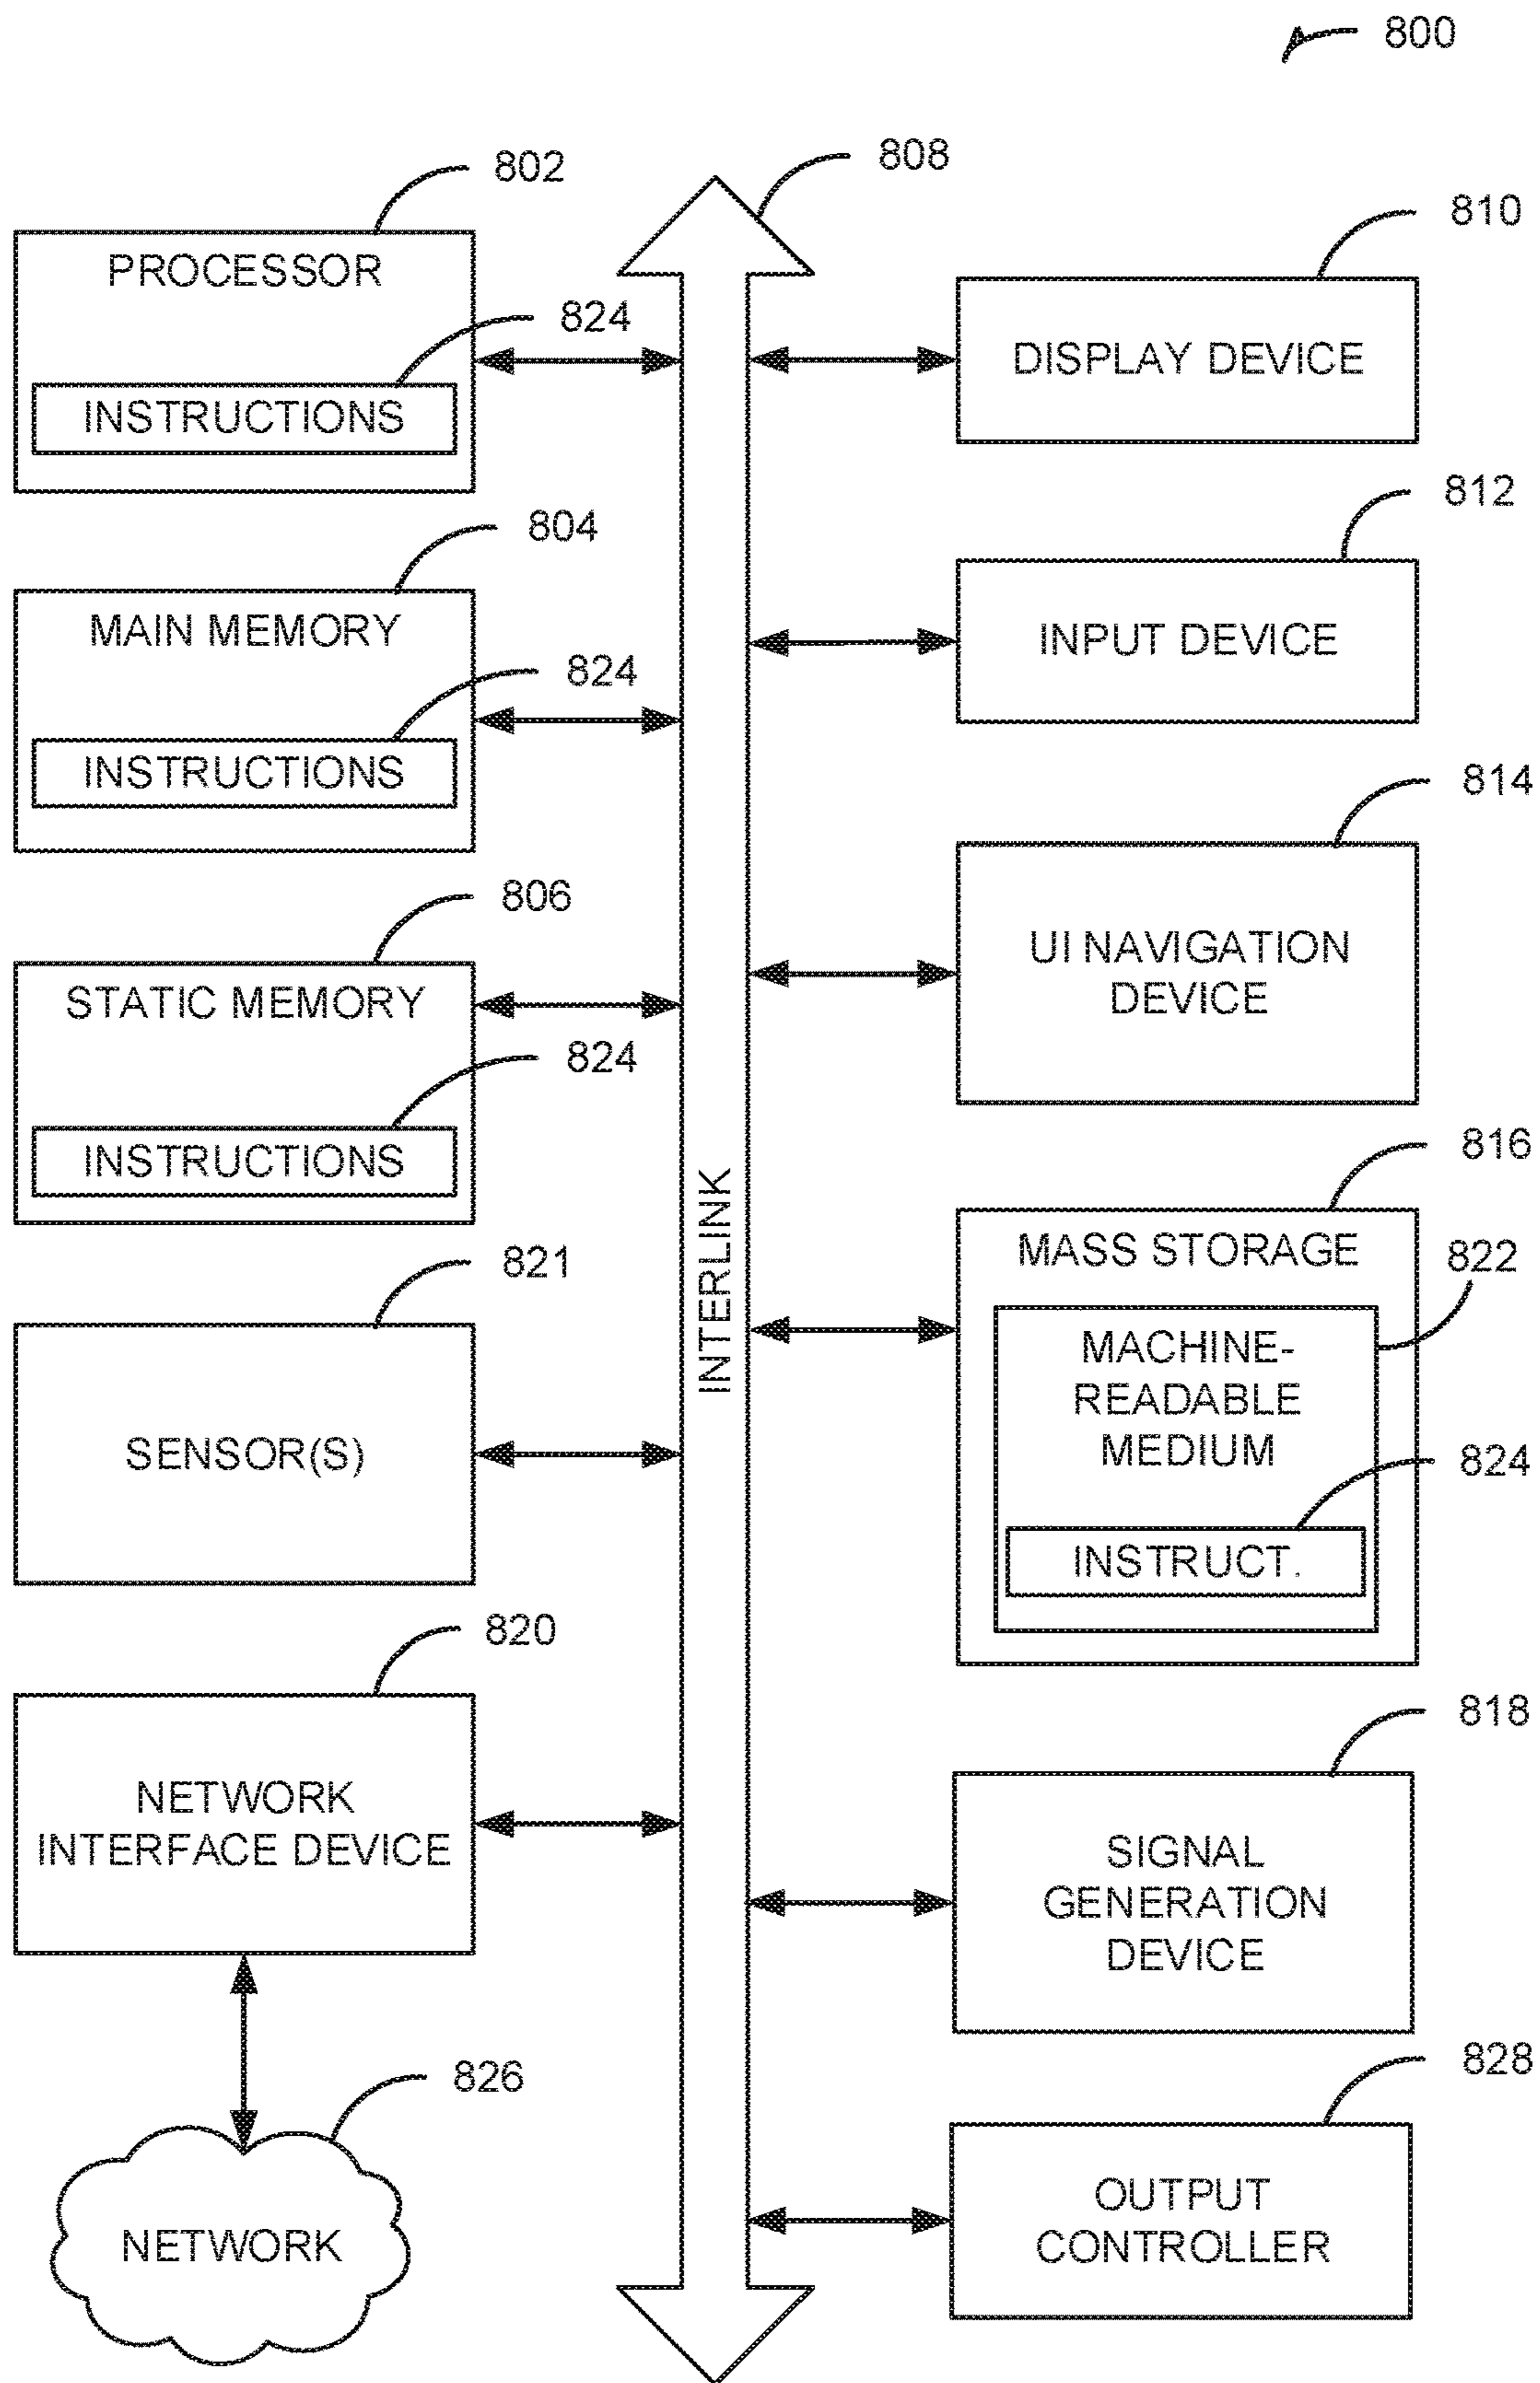 800
802
PROCESSOR
824
INSTRUCTIONS
804
MAIN MEMORY
824
INSTRUCTIONS
806
STATIC MEMORY
824
INSTRUCTIONS
821
SENSOR(S)
820
NETWORK
INTERFACE DEVICE
826
NETWORK
808
INTERLINK
810
DISPLAY DEVICE
812
INPUT DEVICE
814
UI NAVIGATION
DEVICE
816
MASS STORAGE
822
MACHINE-
READABLE
MEDIUM
824
INSTRUCT.
818
SIGNAL
GENERATION
DEVICE
828
OUTPUT
CONTROLLER